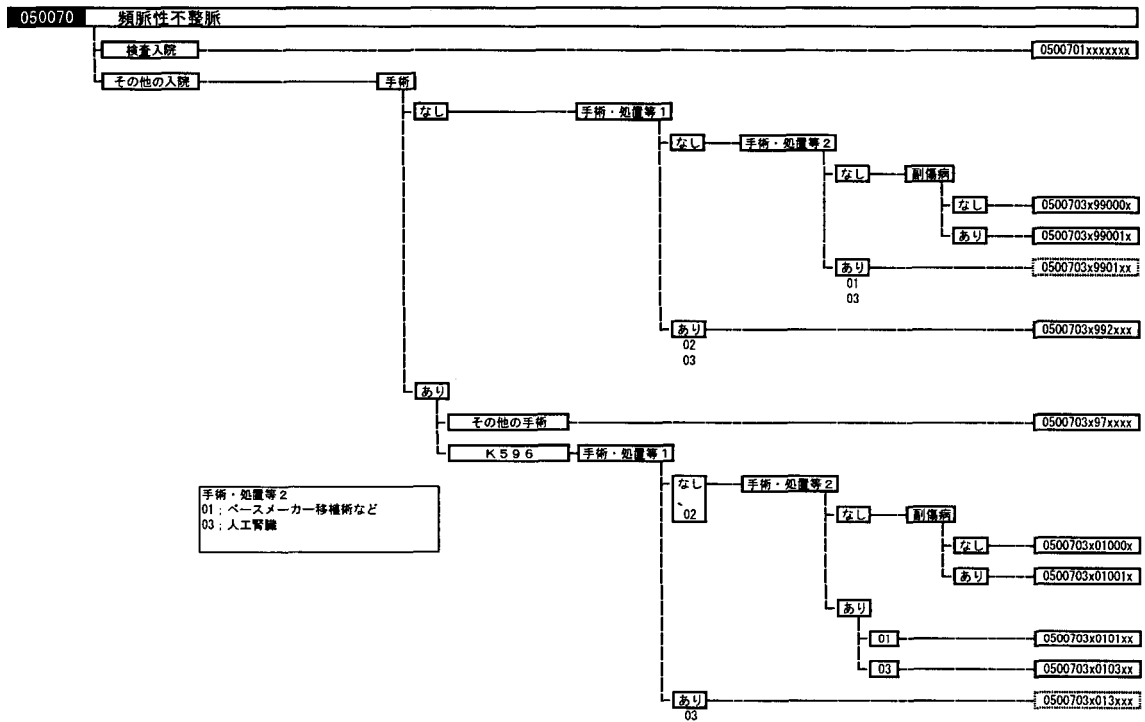 050070 頻脈性不整脈
検査入院 0500701xxxxxxx
その他の入院 手術
なし 手術・処置等1
なし 手術・処置等2
なし 副傷病
なし 0500703x99000x
あり 0500703x99001x
あり 0500703x9901xx
01
03
あり 0500703x992xxx
02
03
あり
その他の手術 0500703x97xxxx
K596 手術・処置等1
なし 手術・処置等2
、
02
なし 副傷病
なし 0500703x01000x
あり 0500703x01001x
あり
01 0500703x0101xx
03 0500703x0103xx
あり 0500703x013xxx
03
手術・処置等2
01;ペースメーカー移植術など
03;人工腎臓